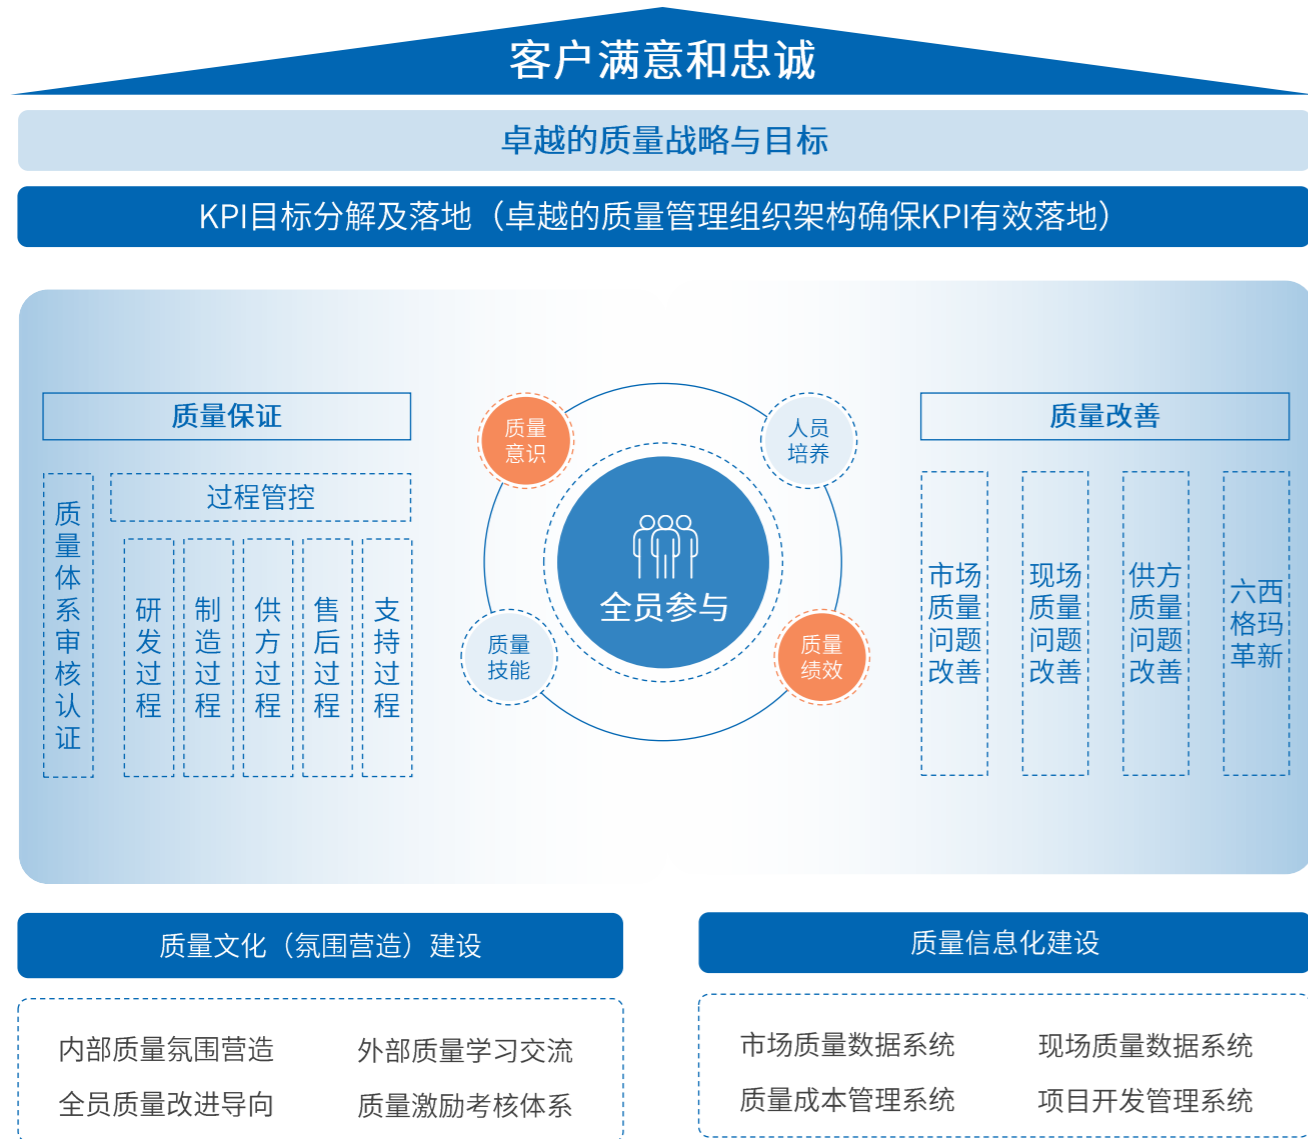 客户满意和忠诚
卓越的质量战略与目标
KPI目标分解及落地（卓越的质量管理组织架构确保KPI有效落地）
质量保证
质量体系审核认证
过程管控
研发过程
制造过程
供方过程
售后过程
支持过程
质量
意识
人员
培养
全员参与
质量
技能
质量
绩效
质量改善
市场
质量
问题
改善
现场
质量
问题
改善
供方
质量
问题
改善
六西
格玛
革新
质量文化（氛围营造）建设
内部质量氛围营造
外部质量学习交流
全员质量改进导向
质量激励考核体系
质量信息化建设
市场质量数据系统
现场质量数据系统
质量成本管理系统
项目开发管理系统